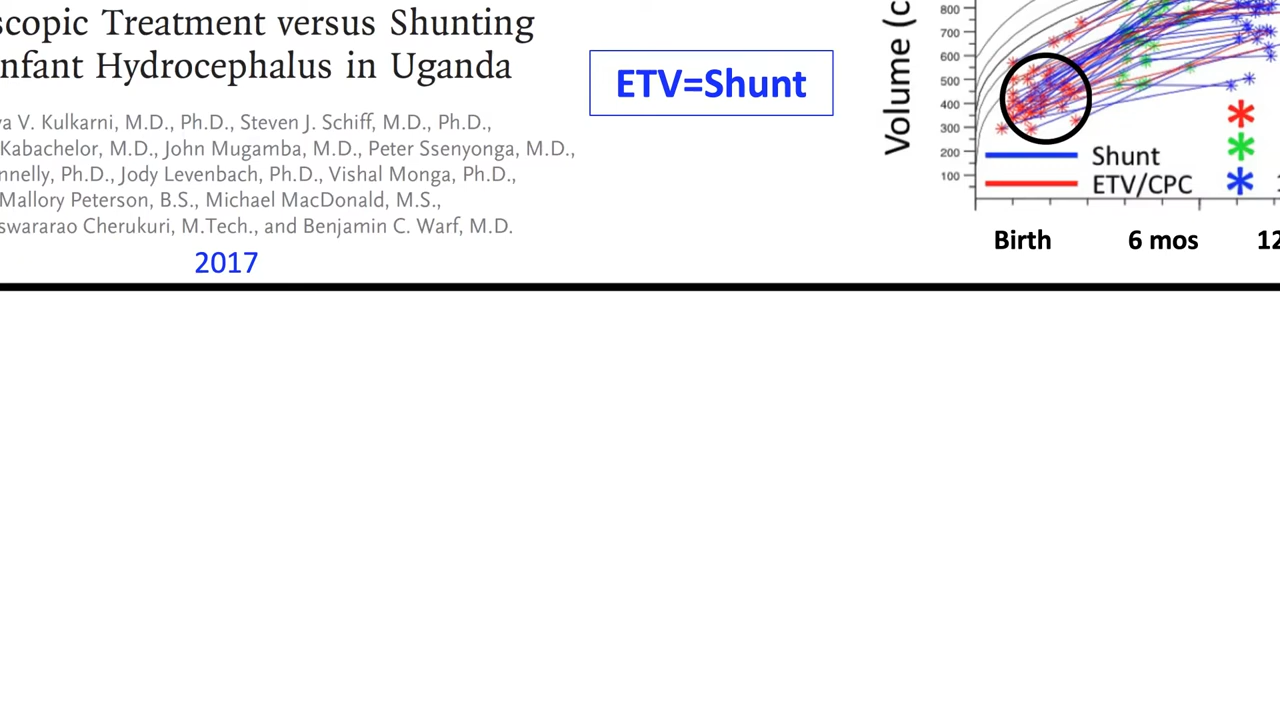 scopic Treatment versus Shunting
nfant Hydrocephalus in Uganda
ya V. Kulkarni, M.D., Ph.D., Steven J. Schiff, M.D., Ph.D.,
Kabachelor, M.D., John Mugamba, M.D., Peter Ssenyonga, M.D.,
nnelly, Ph.D., Jody Levenbach, Ph.D., Vishal Monga, Ph.D.,
Mallory Peterson, B.S., Michael MacDonald, M.S.,
swararao Cherukuri, M.Tech., and Benjamin C. Warf, M.D.
2017
ETV=Shunt
Volume (c
800
700
600
500
400
300
200
100
Shunt
ETV/CPC
Birth
6 mos
12